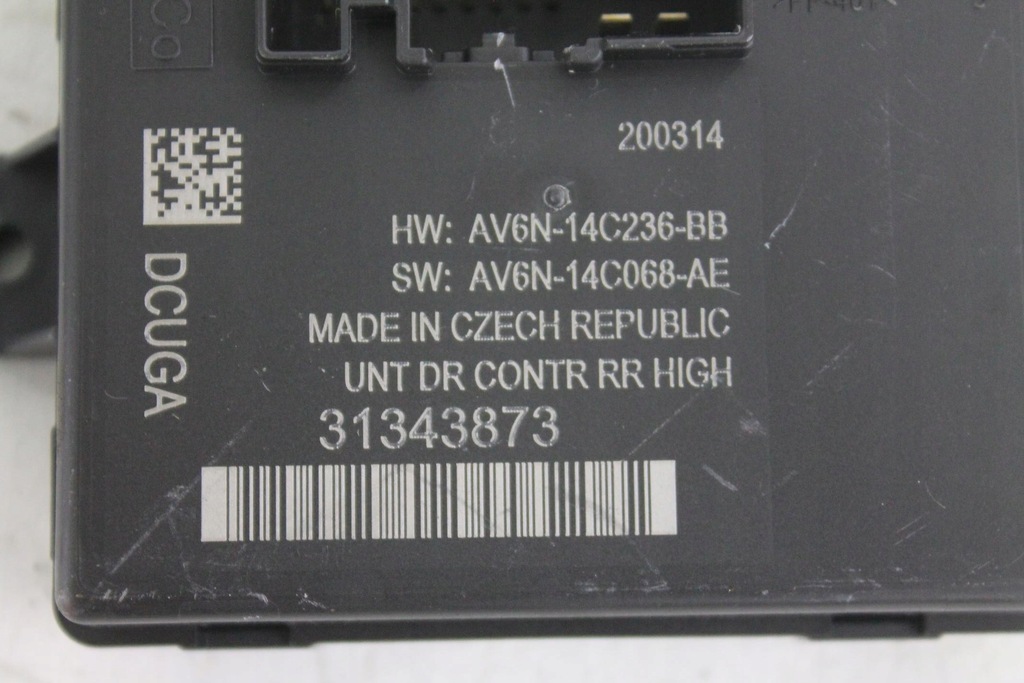 200314
HW: AV6N-14C236-BB
SW: AV6N-14C068-AE
MADE IN CZECH REPUBLIC
UNT DR CONTR RR HIGH
31343873
DCUGA